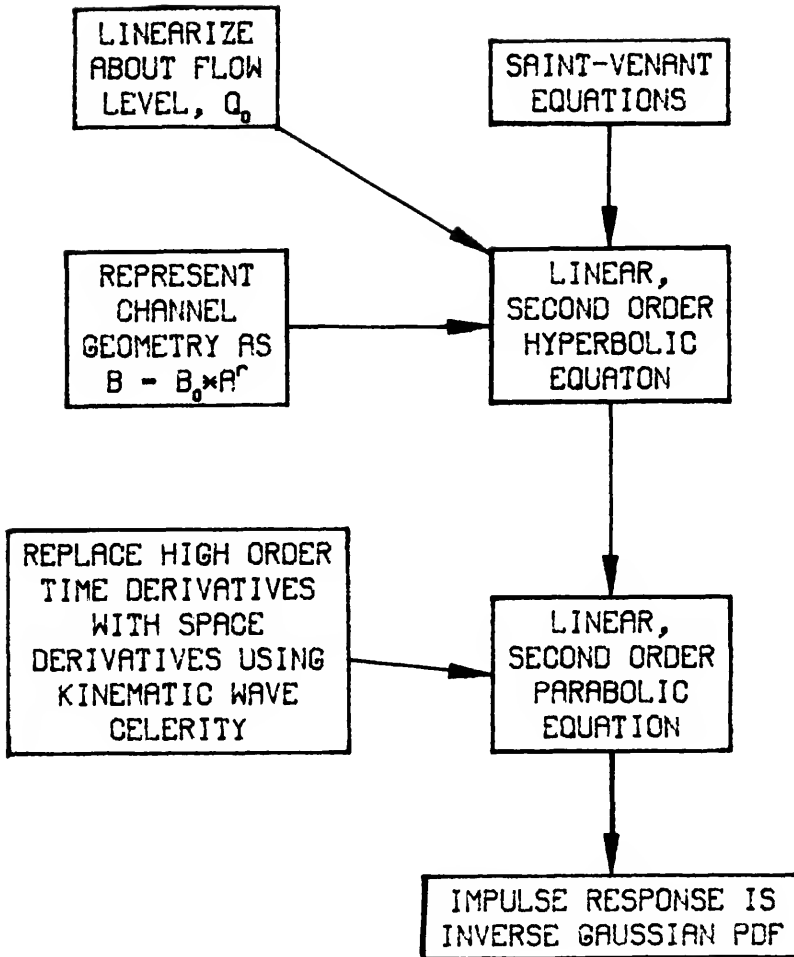 LINEARIZE
ABOUT FLOW
LEVEL, Q₀
SAINT-VENANT
EQUATIONS
REPRESENT
CHANNEL
GEOMETRY AS
B = B₀*Aʳ
LINEAR,
SECOND ORDER
HYPERBOLIC
EQUATON
REPLACE HIGH ORDER
TIME DERIVATIVES
WITH SPACE
DERIVATIVES USING
KINEMATIC WAVE
CELERITY
LINEAR,
SECOND ORDER
PARABOLIC
EQUATION
IMPULSE RESPONSE IS
INVERSE GAUSSIAN PDF